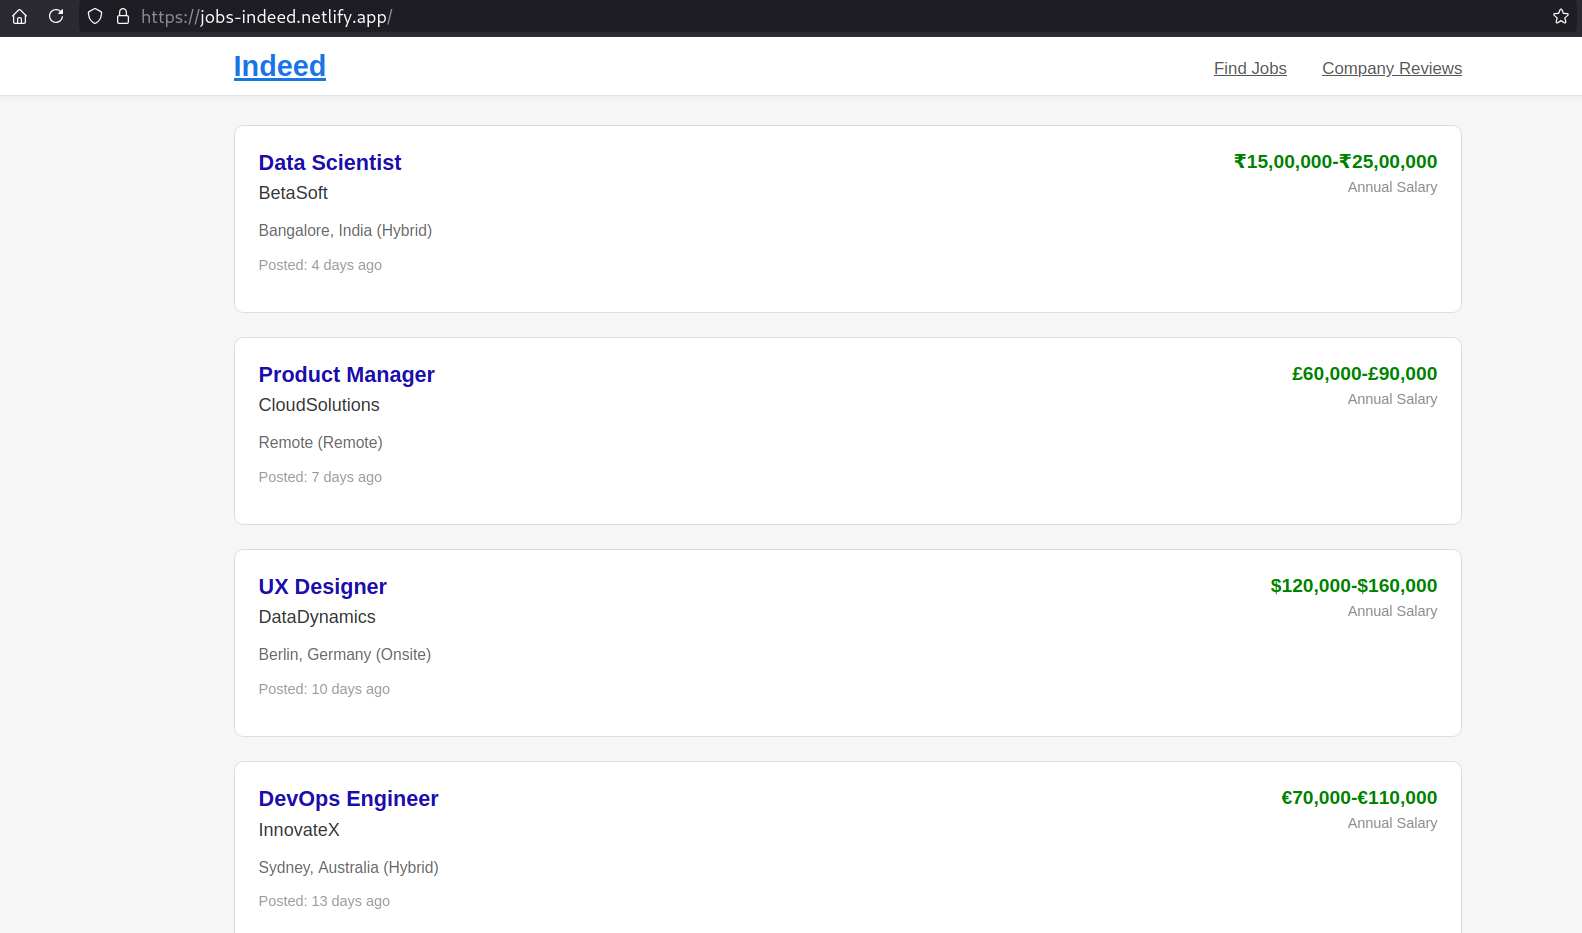 https://jobs-indeed.netlify.app/
Indeed
Find Jobs
Company Reviews
Data Scientist
₹15,00,000-₹25,00,000
BetaSoft
Annual Salary
Bangalore, India (Hybrid)
Posted: 4 days ago
Product Manager
£60,000-£90,000
CloudSolutions
Annual Salary
Remote (Remote)
Posted: 7 days ago
UX Designer
$120,000-$160,000
DataDynamics
Annual Salary
Berlin, Germany (Onsite)
Posted: 10 days ago
DevOps Engineer
€70,000-€110,000
InnovateX
Annual Salary
Sydney, Australia (Hybrid)
Posted: 13 days ago